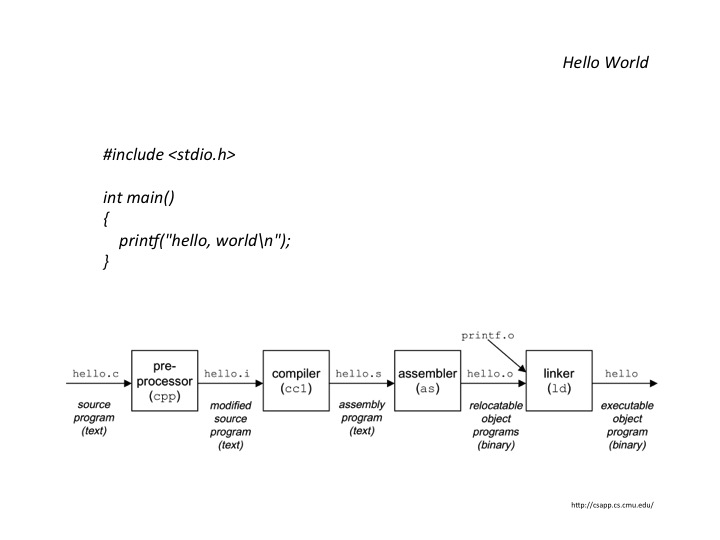 Hello World
#include <stdio.h>
int main()
{
printf("hello, world\n");
}
printf.o
hello.c
pre-
processor
(cpp)
hello.i
compiler
(cc1)
hello.s
assembler
(as)
hello.o
linker
(ld)
hello
source
program
(text)
modified
source
program
(text)
assembly
program
(text)
relocatable
object
programs
(binary)
executable
object
program
(binary)
http://csapp.cs.cmu.edu/